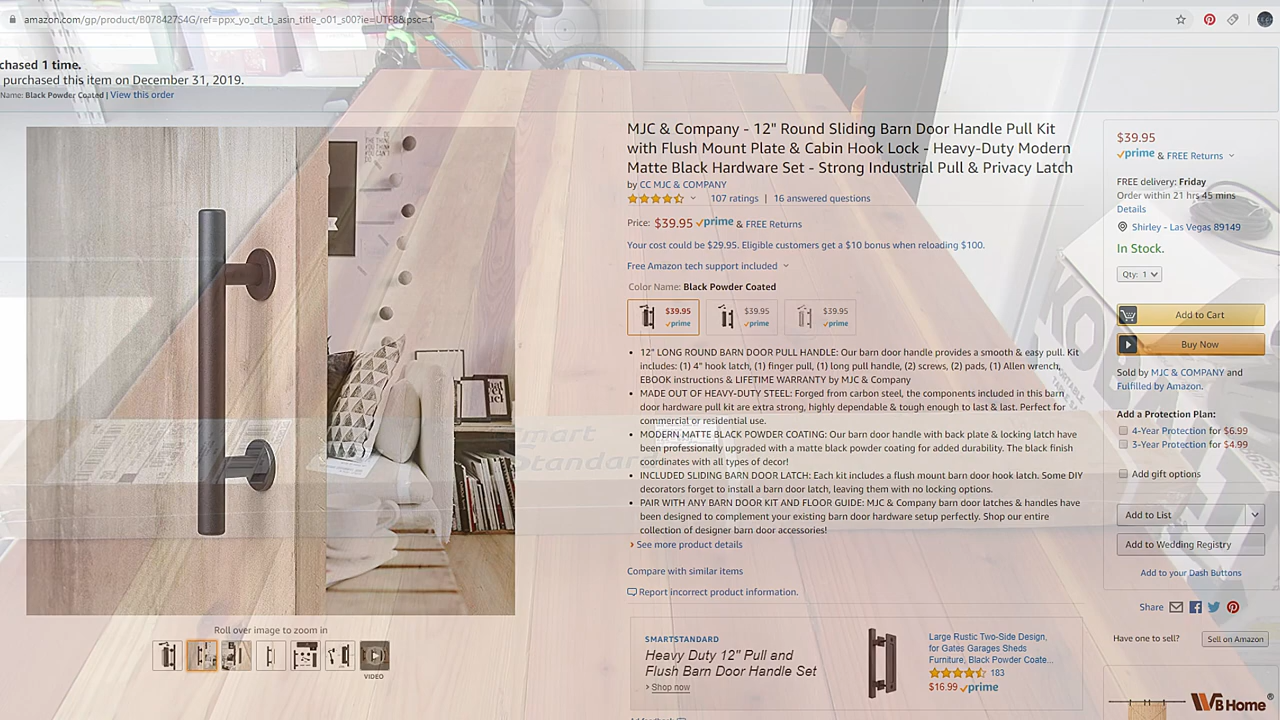 amazon.com/gp/product/B078427S4G/ref=ppx_yo_dt_b_asin_title_o01_s00?ie=UTF8&psc=1
chased 1 time.
purchased this item on December 31, 2019.
Name: Black Powder Coated | View this order
MJC & Company - 12" Round Sliding Barn Door Handle Pull Kit
with Flush Mount Plate & Cabin Hook Lock - Heavy-Duty Modern
Matte Black Hardware Set - Strong Industrial Pull & Privacy Latch
by CC MJC & COMPANY
107 ratings | 16 answered questions
Price: $39.95 prime & FREE Returns
Your cost could be $29.95. Eligible customers get a $10 bonus when reloading $100.
Free Amazon tech support included
Color Name: Black Powder Coated
$39.95 prime
$39.95 prime
$39.95 prime
• 12" LONG ROUND BARN DOOR PULL HANDLE: Our barn door handle provides a smooth & easy pull. Kit
includes: (1) 4" hook latch, (1) finger pull, (1) long pull handle, (2) screws, (2) pads, (1) Allen wrench,
EBOOK instructions & LIFETIME WARRANTY by MJC & Company
• MADE OUT OF HEAVY-DUTY STEEL: Forged from carbon steel, the components included in this barn
door hardware pull kit are extra strong, highly dependable & tough enough to last & last. Perfect for
commercial or residential use.
• MODERN MATTE BLACK POWDER COATING: Our barn door handle with back plate & locking latch have
been professionally upgraded with a matte black powder coating for added durability. The black finish
coordinates with all types of decor!
• INCLUDED SLIDING BARN DOOR LATCH: Each kit includes a flush mount barn door hook latch. Some DIY
decorators forget to install a barn door latch, leaving them with no locking options.
• PAIR WITH ANY BARN DOOR KIT AND FLOOR GUIDE: MJC & Company barn door latches & handles have
been designed to complement your existing barn door hardware setup perfectly. Shop our entire
collection of designer barn door accessories!
› See more product details
Compare with similar items
Report incorrect product information.
Smart
Standard
$39.95
prime & FREE Returns
FREE delivery: Friday
Order within 21 hrs 45 mins
Details
Shirley - Las Vegas 89149
In Stock.
Qty: 1
Add to Cart
Buy Now
Sold by MJC & COMPANY and
Fulfilled by Amazon.
Add a Protection Plan:
4-Year Protection for $6.99
3-Year Protection for $4.99
Add gift options
Add to List
Add to Wedding Registry
Add to your Dash Buttons
Share
Have one to sell?
Sell on Amazon
Roll over image to zoom in
VIDEO
SMARTSTANDARD
Heavy Duty 12" Pull and
Flush Barn Door Handle Set
› Shop now
Large Rustic Two-Side Design,
for Gates Garages Sheds
Furniture, Black Powder Coate...
183
$16.99 prime
WB Home®